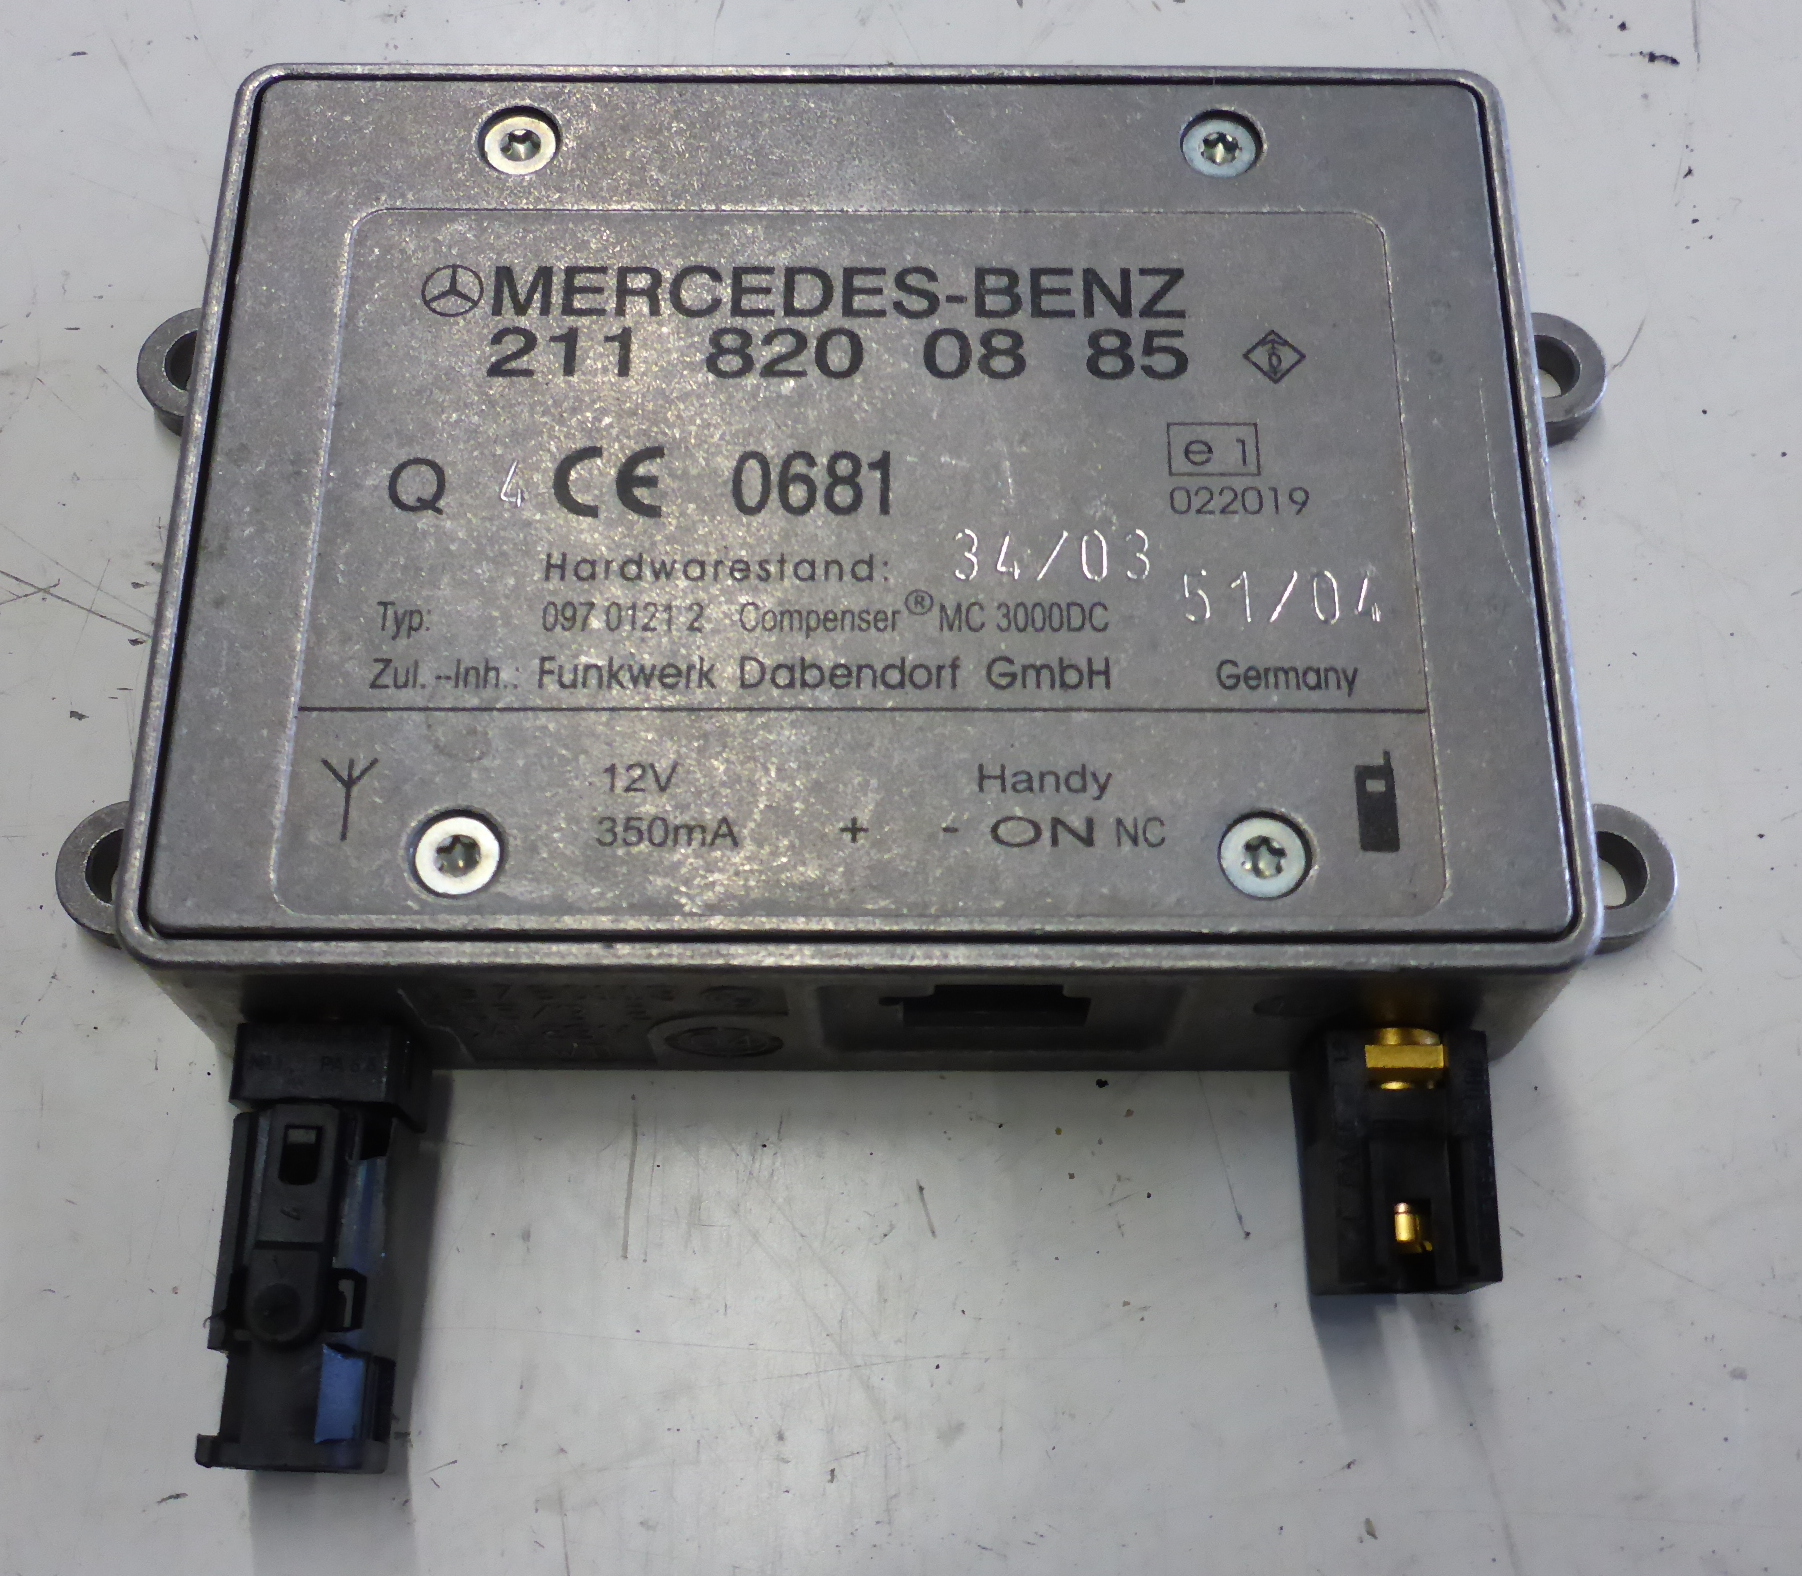 MERCEDES-BENZ
211 820 08 85
Q 4 CE 0681
e 1
022019
Hardwarestand: 34/03
51/04
Typ: 097 0121 2 Compenser® MC 3000DC
Zul.-Inh.: Funkwerk Dabendorf GmbH Germany
12V Handy
350mA + - ON NC